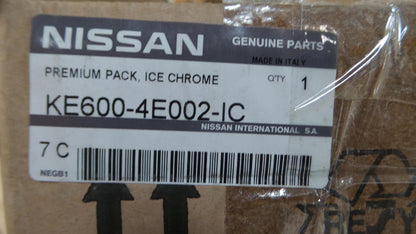 NISSAN GENUINE PARTS
MADE IN ITALY
PREMIUM PACK, ICE CHROME Q'TY 1
KE600-4E002-IC
NISSAN INTERNATIONAL S.A.
7 C
NEGB1